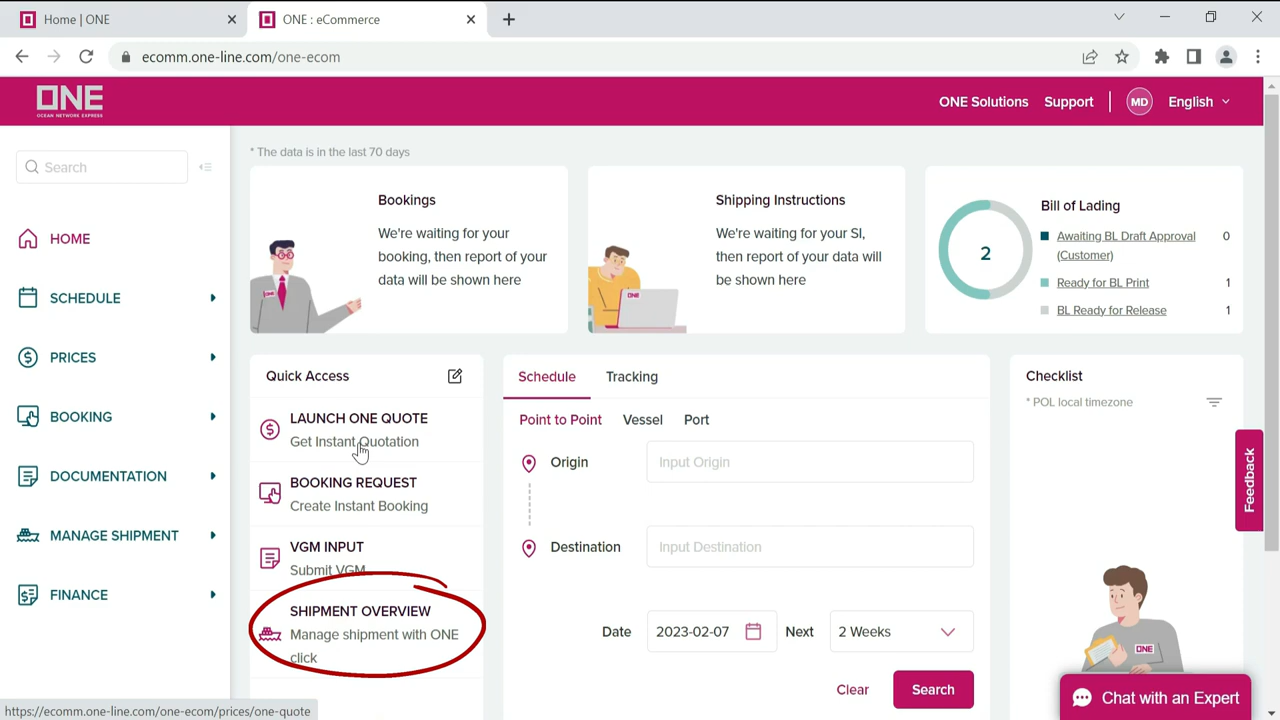 Home | ONE
ONE : eCommerce
ecomm.one-line.com/one-ecom
ONE
OCEAN NETWORK EXPRESS
ONE Solutions
Support
MD
English
Search
HOME
SCHEDULE
PRICES
BOOKING
DOCUMENTATION
MANAGE SHIPMENT
FINANCE
* The data is in the last 70 days
Bookings
We're waiting for your
booking, then report of your
data will be shown here
Shipping Instructions
We're waiting for your SI,
then report of your data will
be shown here
ONE
2
Bill of Lading
Awaiting BL Draft Approval 0
(Customer)
Ready for BL Print 1
BL Ready for Release 1
Quick Access
LAUNCH ONE QUOTE
Get Instant Quotation
BOOKING REQUEST
Create Instant Booking
VGM INPUT
Submit VGM
SHIPMENT OVERVIEW
Manage shipment with ONE
click
Schedule
Tracking
Point to Point
Vessel
Port
Origin
Input Origin
Destination
Input Destination
Date
2023-02-07
Next
2 Weeks
Clear
Search
Checklist
* POL local timezone
Feedback
ONE
Chat with an Expert
https://ecomm.one-line.com/one-ecom/prices/one-quote